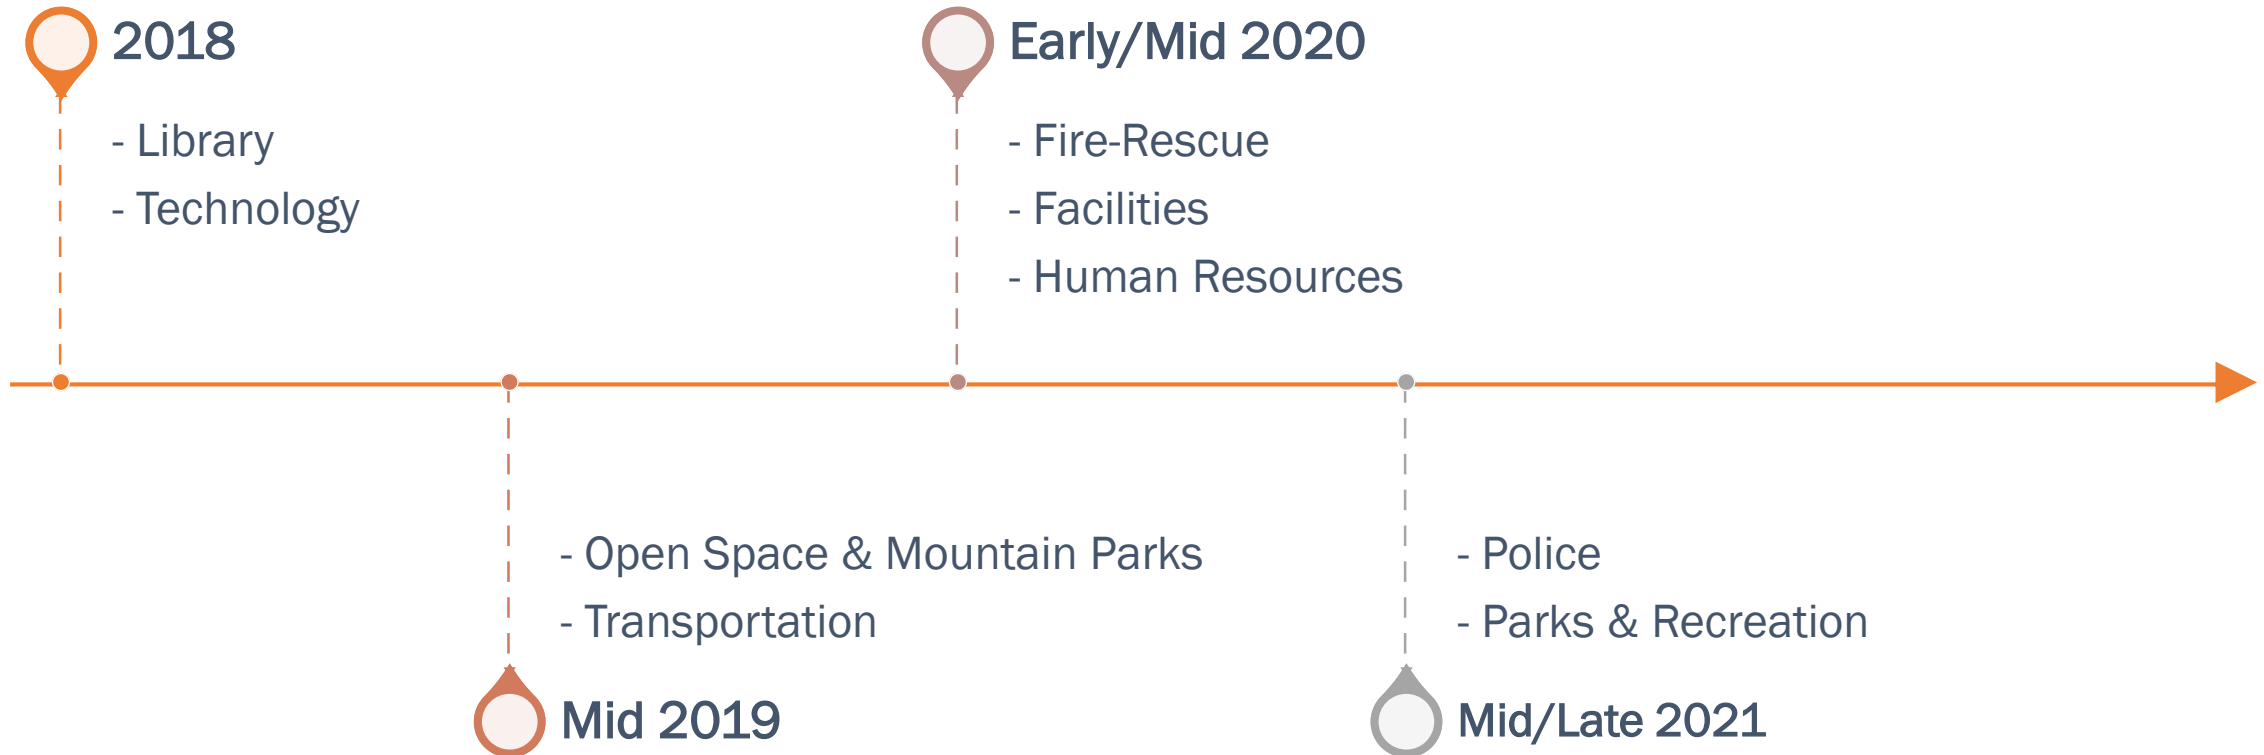 2018
- Library
- Technology
Early/Mid 2020
- Fire-Rescue
- Facilities
- Human Resources
- Open Space & Mountain Parks
- Transportation
Mid 2019
- Police
- Parks & Recreation
Mid/Late 2021